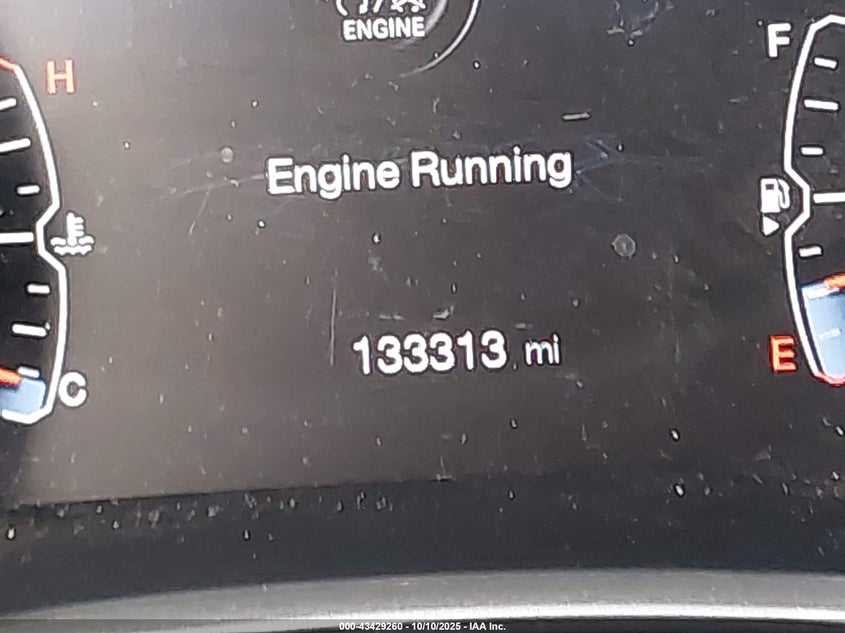 ENGINE
H
F
Engine Running
133313 mi
E
C
000-43429260 - 10/10/2025 - IAA Inc.